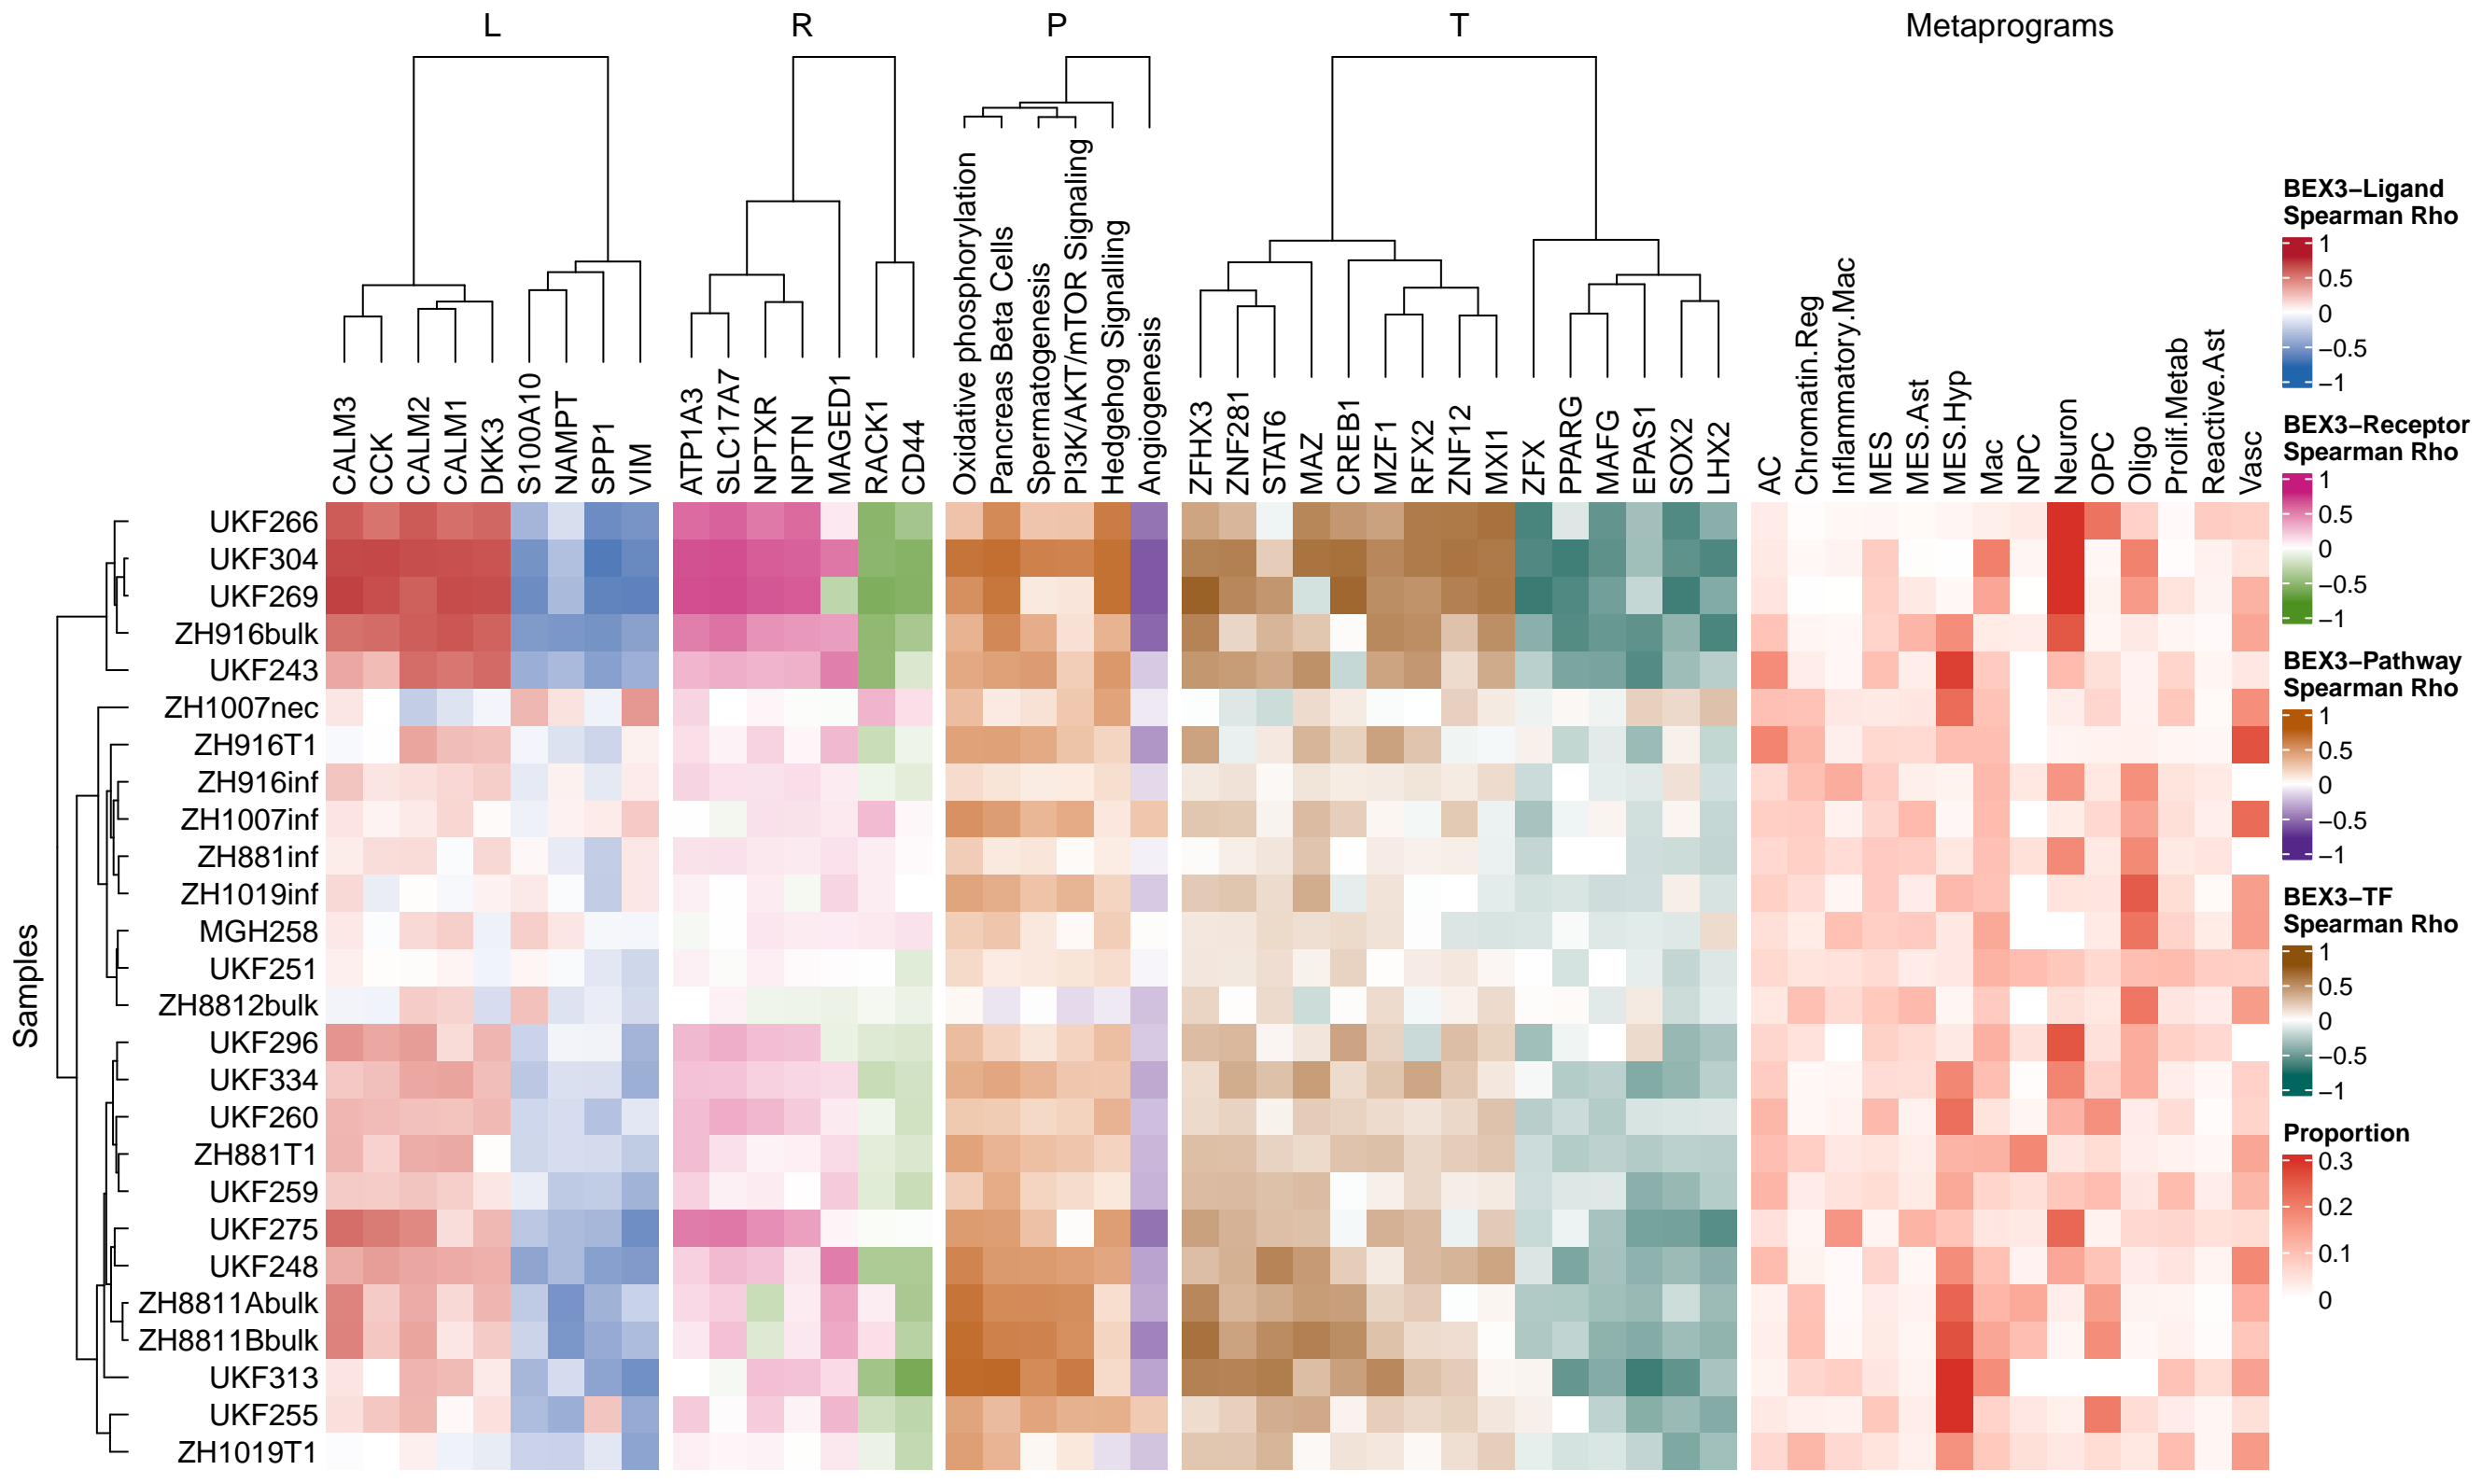 L R P T Metaprograms
CALM3
CCK
CALM2
CALM1
DKK3
S100A10
NAMPT
SPP1
VIM
ATP1A3
SLC17A7
NPTXR
NPTN
MAGED1
RACK1
CD44
Oxidative phosphorylation
Pancreas Beta Cells
Spermatogenesis
PI3K/AKT/mTOR Signaling
Hedgehog Signalling
Angiogenesis
ZFHX3
ZNF281
STAT6
MAZ
CREB1
MZF1
RFX2
ZNF12
MXI1
ZFX
PPARG
MAFG
EPAS1
SOX2
LHX2
AC
Chromatin.Reg
Inflammatory.Mac
MES
MES.Ast
MES.Hyp
Mac
NPC
Neuron
OPC
Oligo
Prolif.Metab
Reactive.Ast
Vasc
Samples
UKF266
UKF304
UKF269
ZH916bulk
UKF243
ZH1007nec
ZH916T1
ZH916inf
ZH1007inf
ZH881inf
ZH1019inf
MGH258
UKF251
ZH8812bulk
UKF296
UKF334
UKF260
ZH881T1
UKF259
UKF275
UKF248
ZH8811Abulk
ZH8811Bbulk
UKF313
UKF255
ZH1019T1
BEX3−Ligand
Spearman Rho
1
0.5
0
−0.5
−1
BEX3−Receptor
Spearman Rho
1
0.5
0
−0.5
−1
BEX3−Pathway
Spearman Rho
1
0.5
0
−0.5
−1
BEX3−TF
Spearman Rho
1
0.5
0
−0.5
−1
Proportion
0.3
0.2
0.1
0